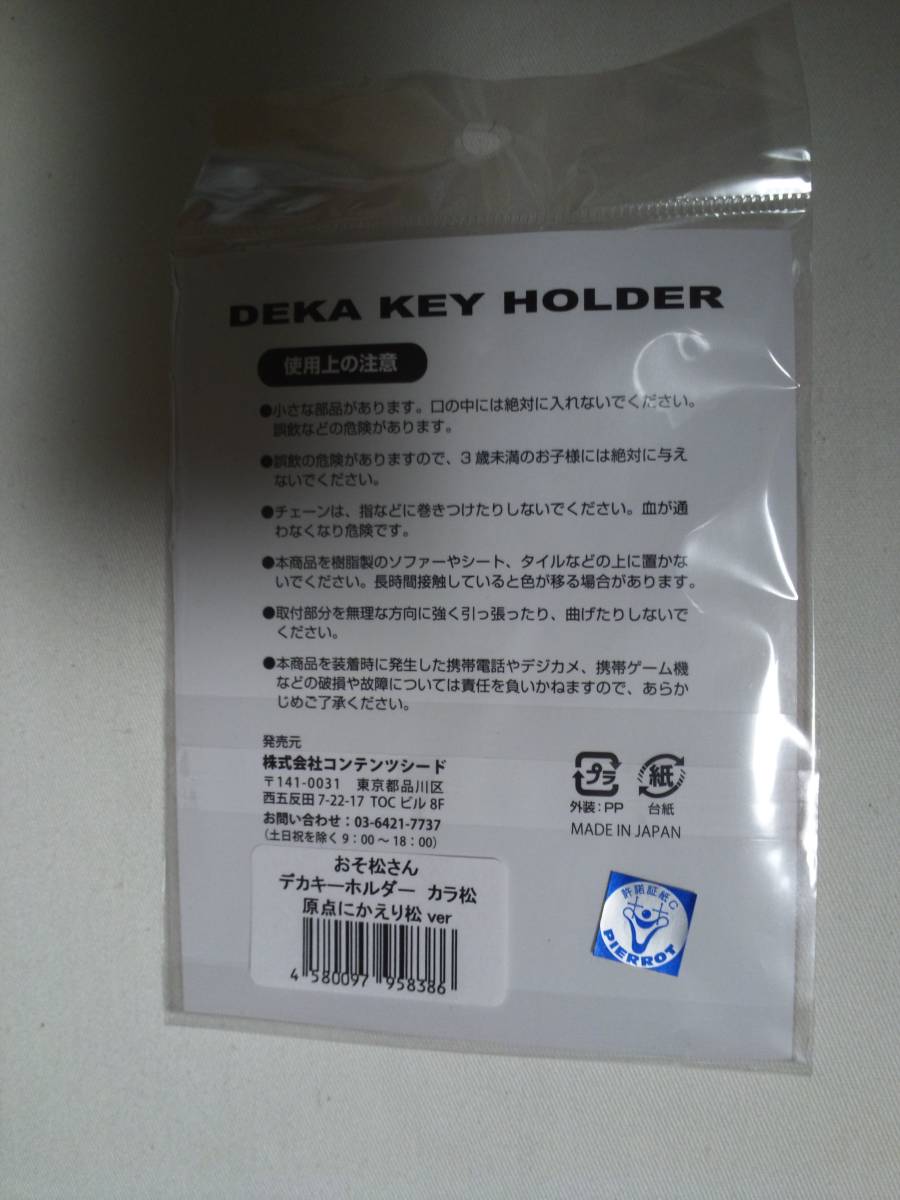 DEKA KEY HOLDER
使用上の注意
●小さな部品があります。口の中には絶対に入れないでください。
誤飲などの危険があります。
●誤飲の危険がありますので、3歳未満のお子様には絶対に与え
ないでください。
●チェーンは、指などに巻きつけたりしないでください。血が通
わなくなり危険です。
●本商品を樹脂製のソファーやシート、タイルなどの上に置かな
いでください。長時間接触していると色が移る場合があります。
●取付部分を無理な方向に強く引っ張ったり、曲げたりしないで
ください。
●本商品を装着時に発生した携帯電話やデジカメ、携帯ゲーム機
などの破損や故障については責任を負いかねますので、あらか
じめご了承ください。
発売元
株式会社コンテンツシード
〒141-0031 東京都品川区
西五反田 7-22-17 TOC ビル 8F
お問い合わせ：03-6421-7737
（土日祝を除く 9：00 〜 18：00）
プラ
紙
外装：PP
台紙
MADE IN JAPAN
おそ松さん
デカキーホルダー カラ松
原点にかえり松 ver
4 580097 958386
許諾証紙C
PIERROT